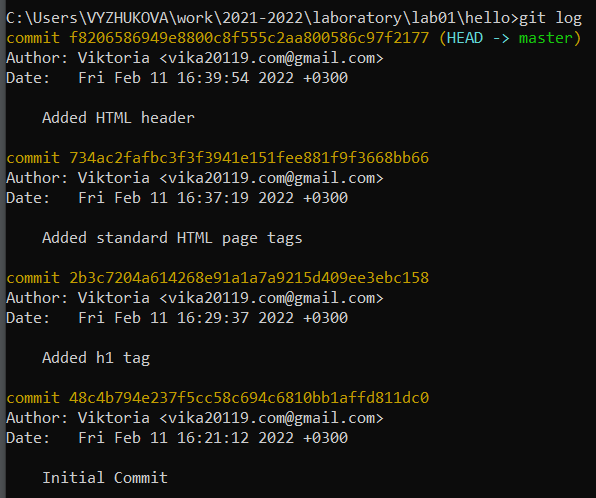 C:\Users\VYZHUKOVA\work\2021-2022\laboratory\lab01\hello>git log
commit f8206586949e8800c8f555c2aa800586c97f2177 (HEAD -> master)
Author: Viktoria <vika20119.com@gmail.com>
Date:   Fri Feb 11 16:39:54 2022 +0300
    Added HTML header
commit 734ac2fafbc3f3f3941e151fee881f9f3668bb66
Author: Viktoria <vika20119.com@gmail.com>
Date:   Fri Feb 11 16:37:19 2022 +0300
    Added standard HTML page tags
commit 2b3c7204a614268e91a1a7a9215d409ee3ebc158
Author: Viktoria <vika20119.com@gmail.com>
Date:   Fri Feb 11 16:29:37 2022 +0300
    Added h1 tag
commit 48c4b794e237f5cc58c694c6810bb1affd811dc0
Author: Viktoria <vika20119.com@gmail.com>
Date:   Fri Feb 11 16:21:12 2022 +0300
    Initial Commit